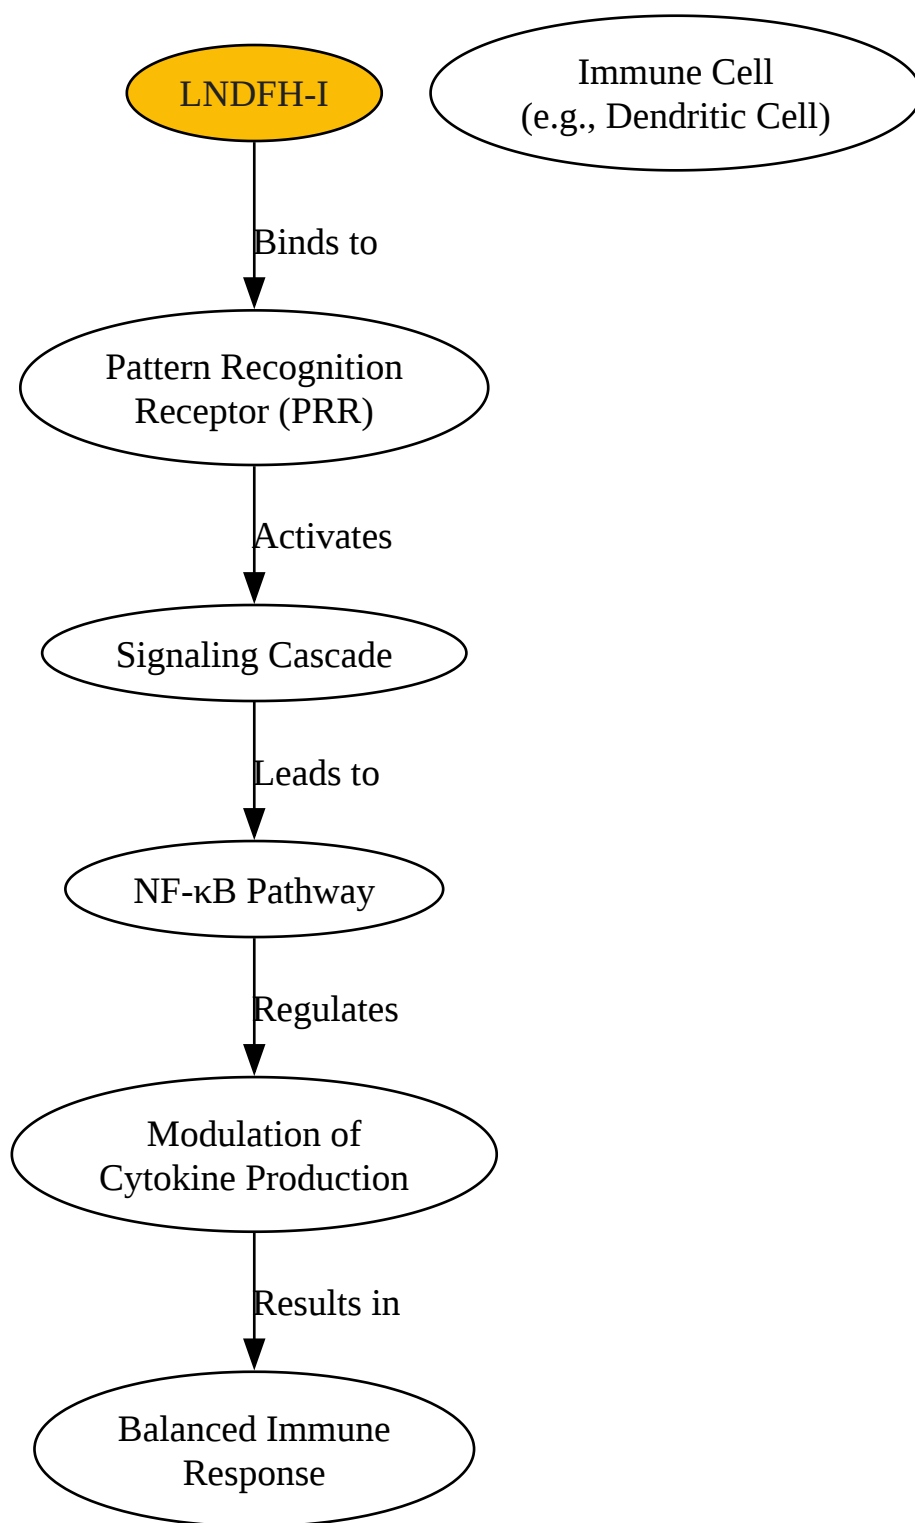 LNDFH-I
Immune Cell
(e.g., Dendritic Cell)
Binds to
Pattern Recognition
Receptor (PRR)
Activates
Signaling Cascade
Leads to
NF-κB Pathway
Regulates
Modulation of
Cytokine Production
Results in
Balanced Immune
Response